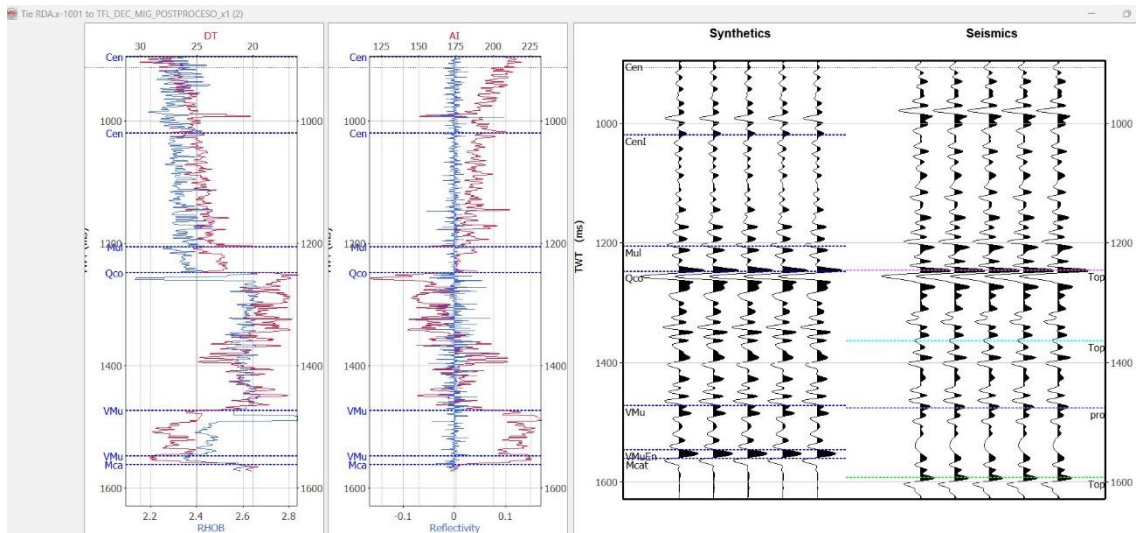 Tie RDA.x-1001 to TFL_DEC_MIG_POSTPROCESO_x1 (2)
DT
30 25 20
AI
125 150 175 200 225
Synthetics
Seismics
Cen
Cen
Cen
1000
1000
1000
1000
1000
Cen
Cen
CenI
1200
1200
1200
1200
1200
Mul
Mul
Mul
TWT (ms)
Qco
Qco
Qco
Top
Top
1400
1400
1400
1400
1400
VMu
VMu
VMu
pro
VMu
VMu
VMuEn
Mca
Mca
Mcat
Top
1600
1600
1600
1600
1600
2.2 2.4 2.6 2.8
RHOB
-0.1 0 0.1
Reflectivity